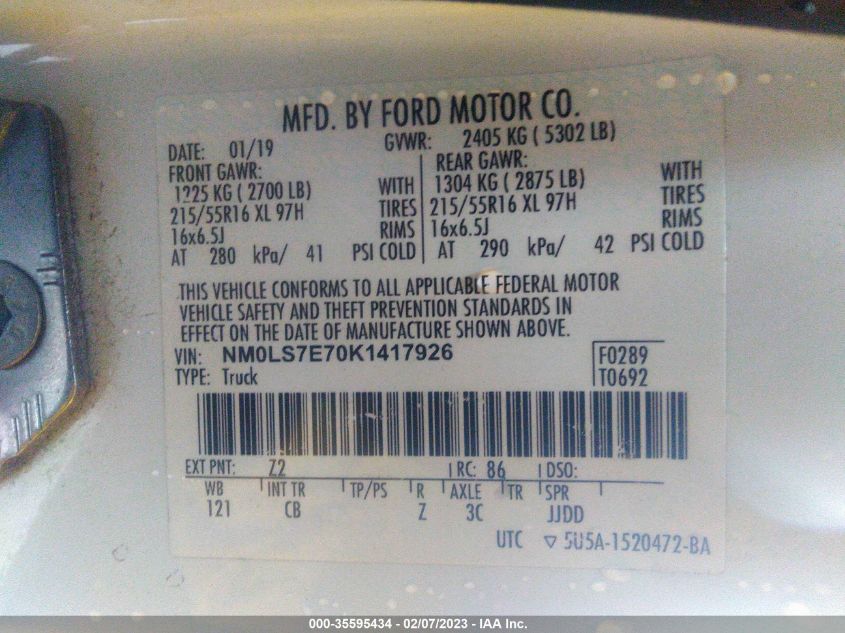 MFD. BY FORD MOTOR CO.
DATE: 01/19 GVWR: 2405 KG ( 5302 LB)
FRONT GAWR: REAR GAWR:
1225 KG ( 2700 LB) WITH 1304 KG ( 2875 LB) WITH
215/55R16 XL 97H TIRES 215/55R16 XL 97H TIRES
16x6.5J RIMS 16x6.5J RIMS
AT 280 kPa/ 41 PSI COLD AT 290 kPa/ 42 PSI COLD
THIS VEHICLE CONFORMS TO ALL APPLICABLE FEDERAL MOTOR
VEHICLE SAFETY AND THEFT PREVENTION STANDARDS IN
EFFECT ON THE DATE OF MANUFACTURE SHOWN ABOVE.
VIN: NM0LS7E70K1417926 F0289
TYPE: Truck T0692
EXT PNT: Z2 RC: 86 DSO:
WB INT TR TP/PS R AXLE TR SPR
121 CB Z 3C JJDD
UTC ▽ 5U5A-1520472-BA
000-35595434 - 02/07/2023 - IAA Inc.